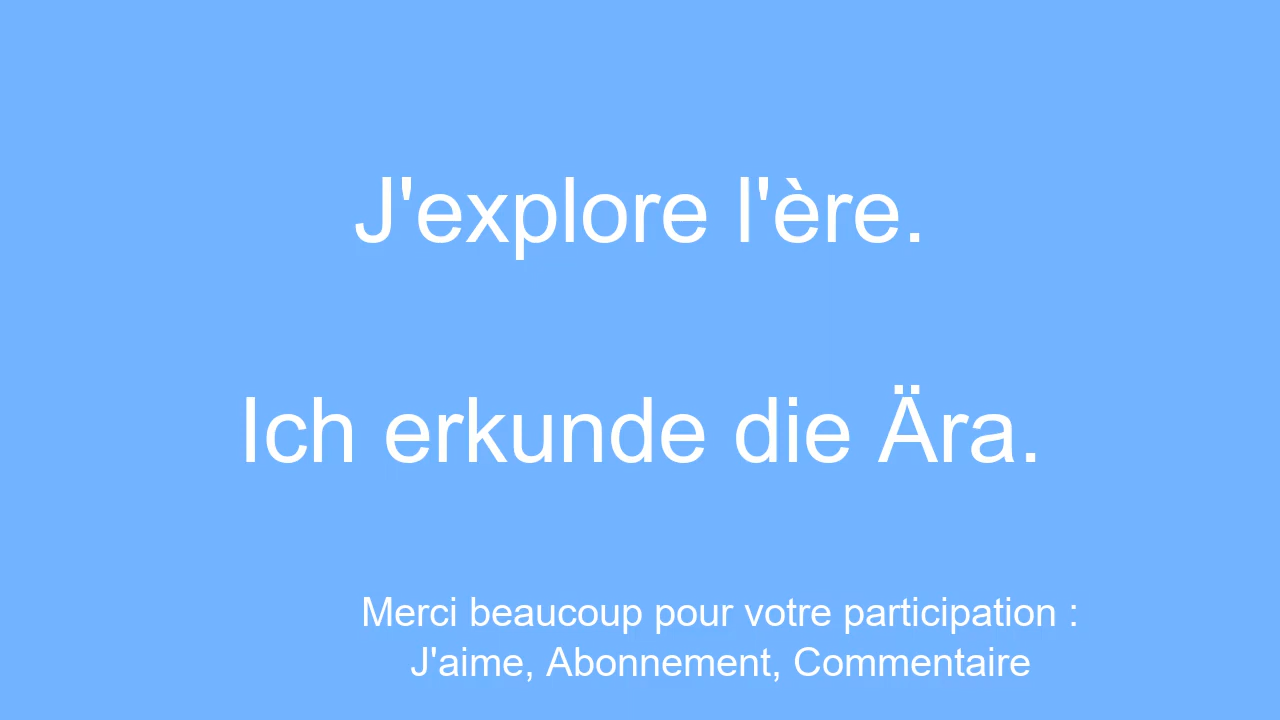 J'explore l'ère.
Ich erkunde die Ära.
Merci beaucoup pour votre participation :
J'aime, Abonnement, Commentaire